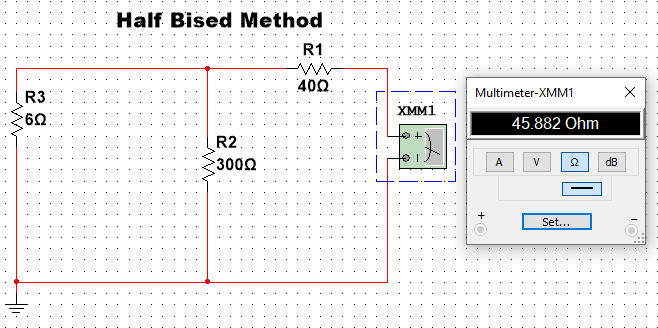 Half Bised Method
R1
40Ω
R3
6Ω
R2
300Ω
XMM1
+
Multimeter-XMM1
45.882 Ohm
A V Ω dB
+ Set... −